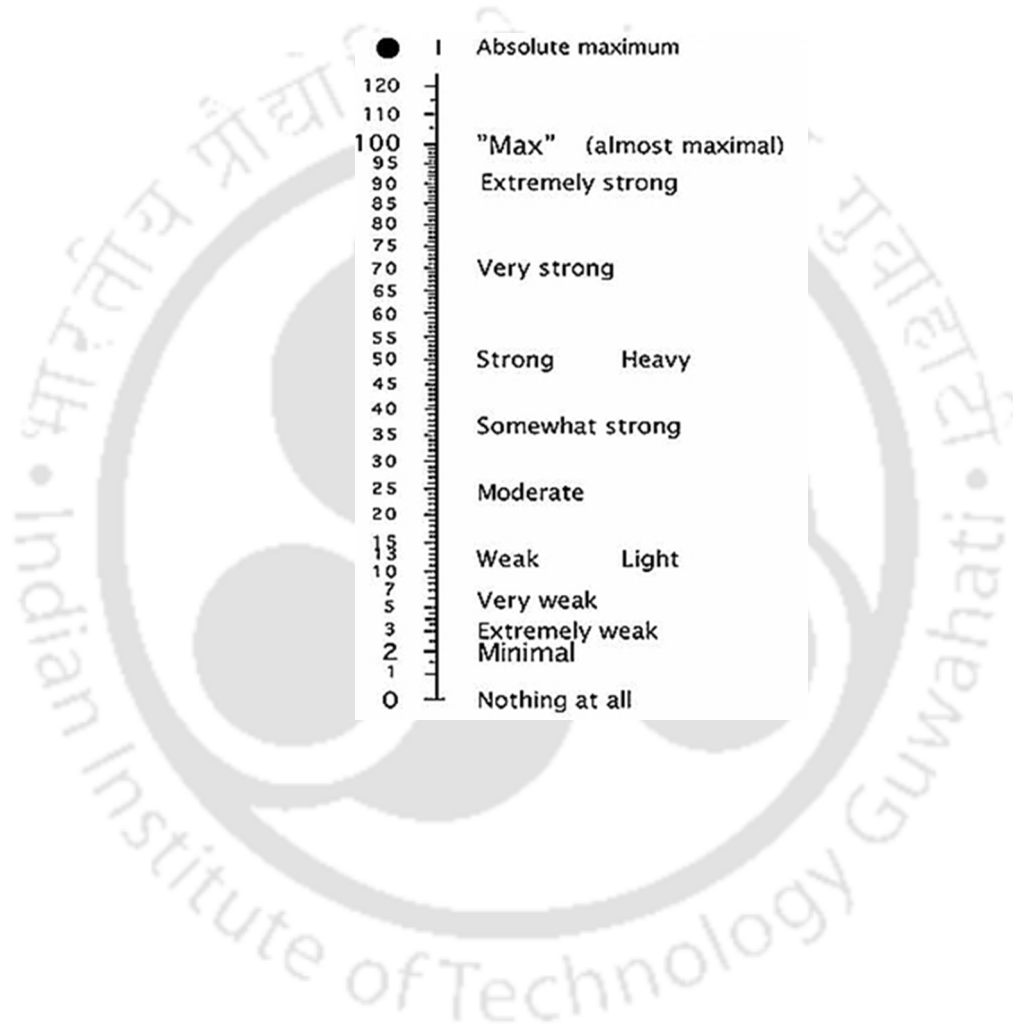 ● Absolute maximum
120
110
100 "Max" (almost maximal)
95
90 Extremely strong
85
80
75
70 Very strong
65
60
55
50 Strong Heavy
45
40
Somewhat strong
35
30
25 Moderate
20
15
13 Weak Light
10
7
5 Very weak
3 Extremely weak
2 Minimal
1
0 Nothing at all
भारतीय प्रौद्योगिकी गुवाहाटी
Indian Institute of Technology Guwahati